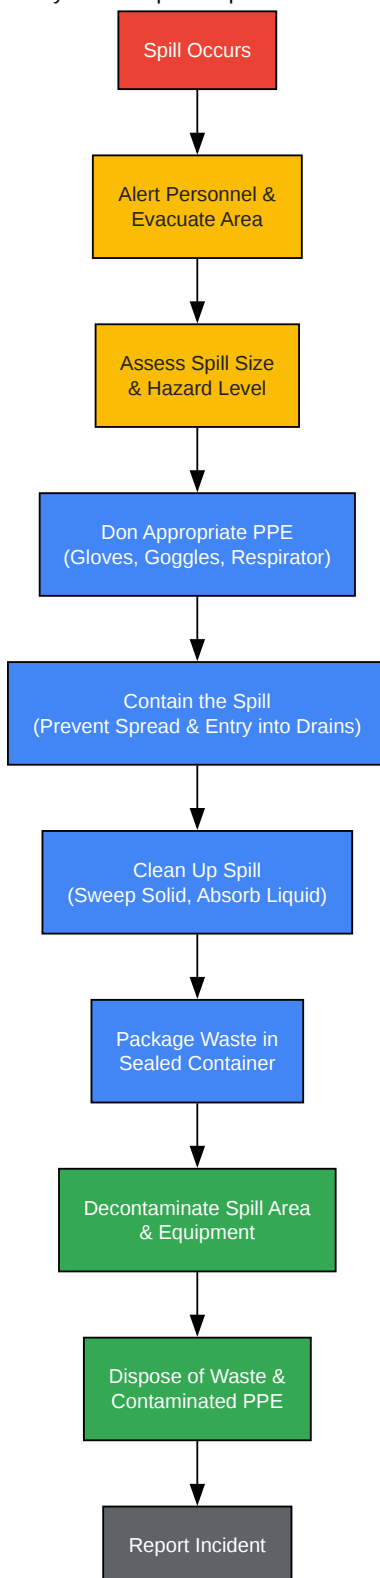 Spill Occurs
Alert Personnel &
Evacuate Area
Assess Spill Size
& Hazard Level
Don Appropriate PPE
(Gloves, Goggles, Respirator)
Contain the Spill
(Prevent Spread & Entry into Drains)
Clean Up Spill
(Sweep Solid, Absorb Liquid)
Package Waste in
Sealed Container
Decontaminate Spill Area
& Equipment
Dispose of Waste &
Contaminated PPE
Report Incident